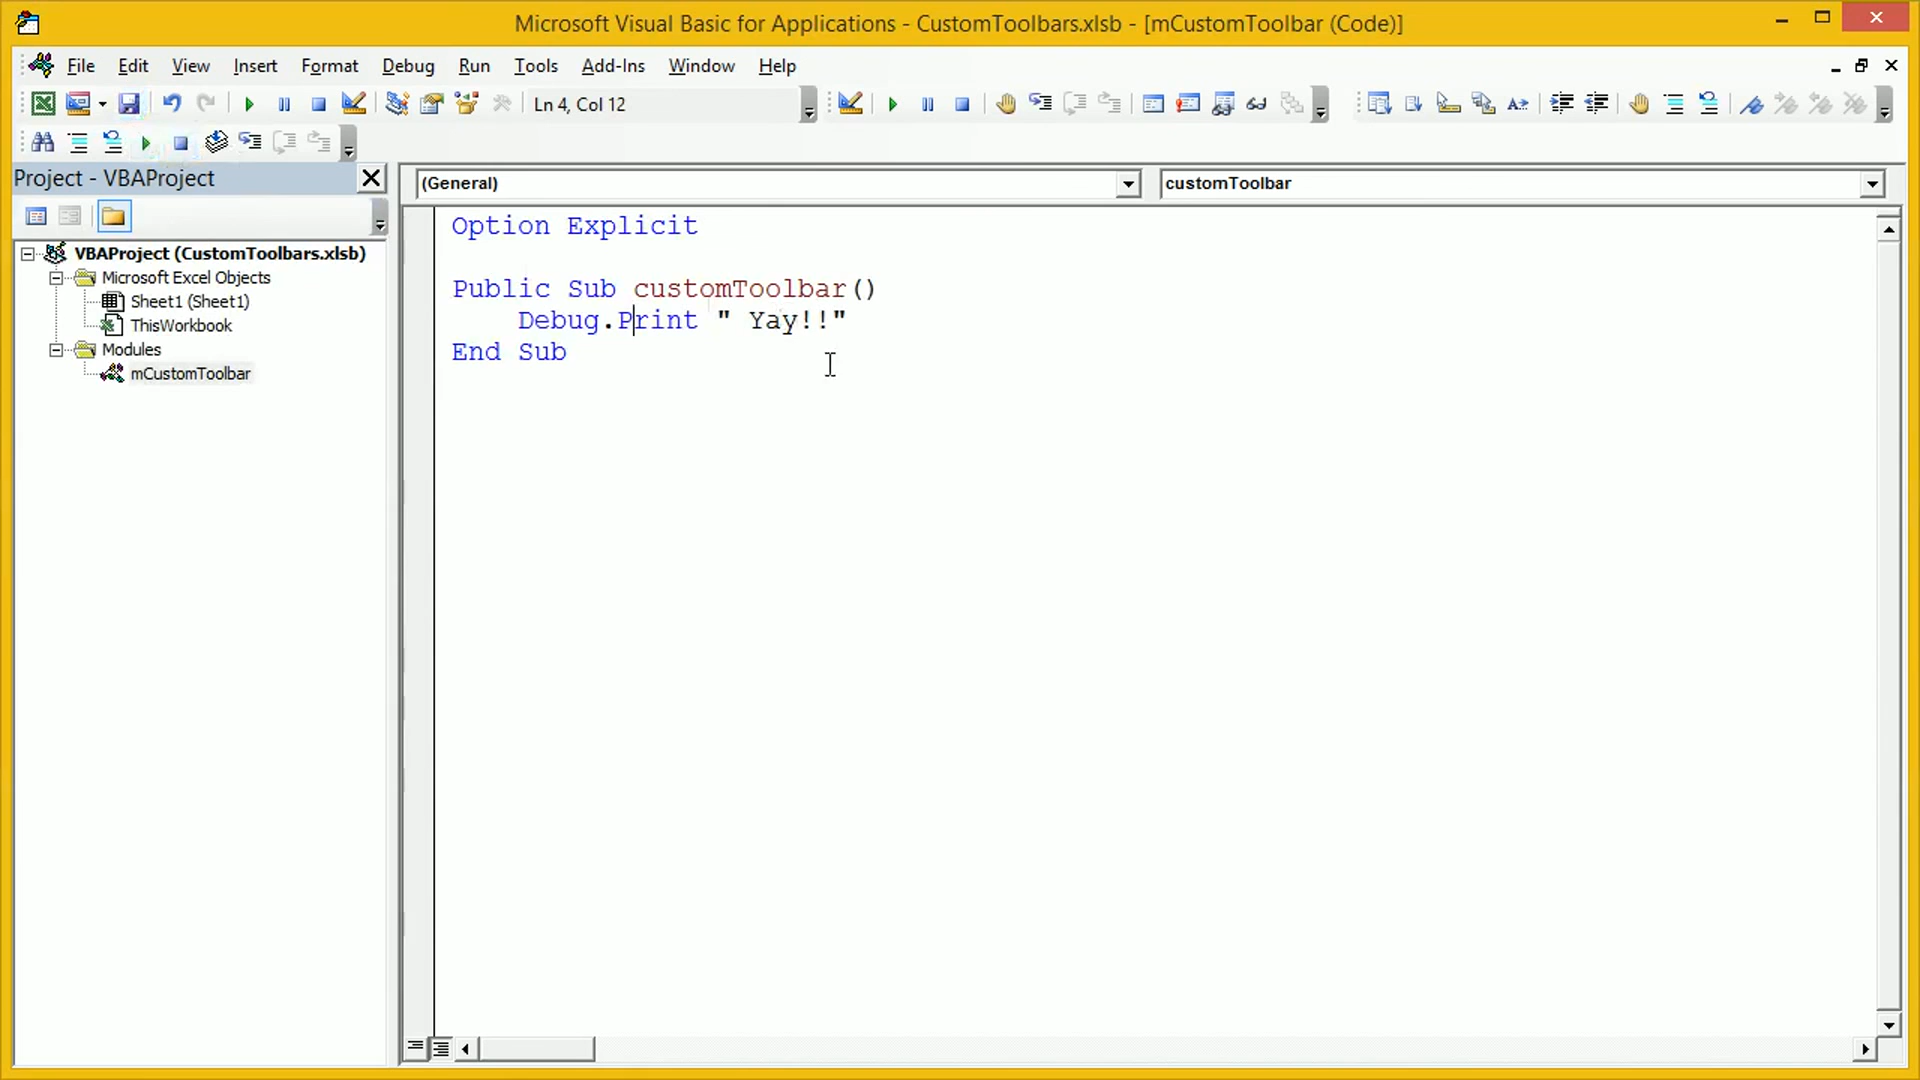 Microsoft Visual Basic for Applications - CustomToolbars.xlsb - [mCustomToolbar (Code)]
File Edit View Insert Format Debug Run Tools Add-Ins Window Help
Ln 4, Col 12
Project - VBAProject
(General) customToolbar
VBAProject (CustomToolbars.xlsb)
Microsoft Excel Objects
Sheet1 (Sheet1)
ThisWorkbook
Modules
mCustomToolbar
Option Explicit
Public Sub customToolbar()
Debug.Print " Yay!!"
End Sub